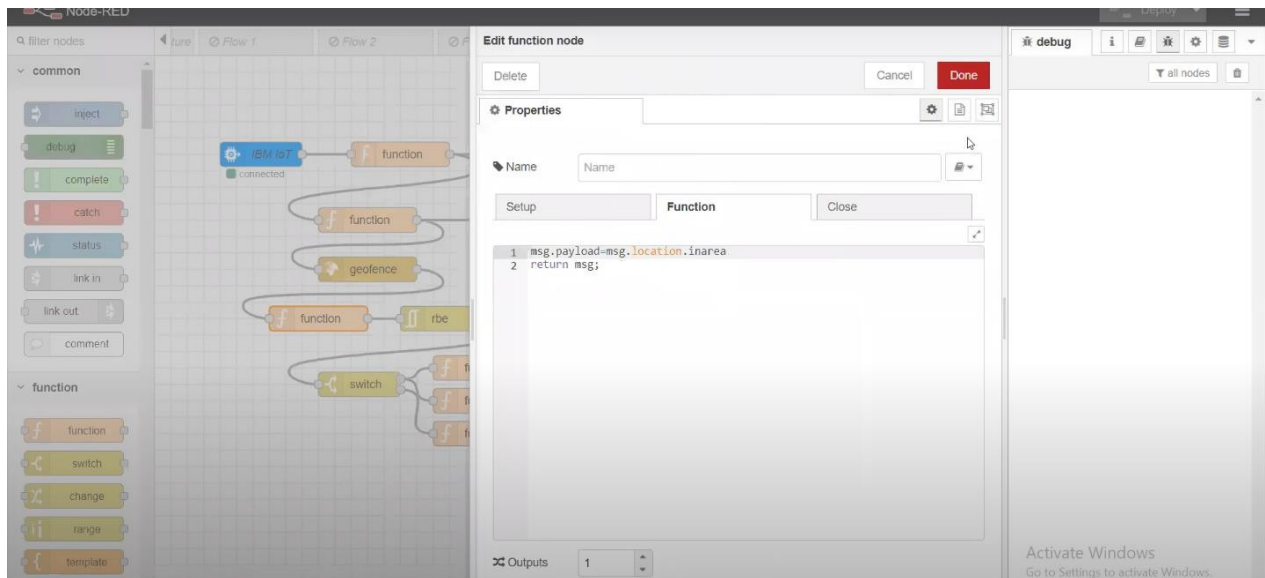 Node-RED
Deploy
filter nodes
ture
Flow 1
Flow 2
Edit function node
debug
i
common
Delete
Cancel
Done
all nodes
inject
Properties
debug
IBM IoT
function
connected
Name
Name
complete
catch
function
Setup
Function
Close
status
1 msg.payload=msg.location.inarea
2 return msg;
geofence
link in
link out
function
rbe
comment
switch
function
function
switch
change
range
template
Outputs
1
Activate Windows
Go to Settings to activate Windows.